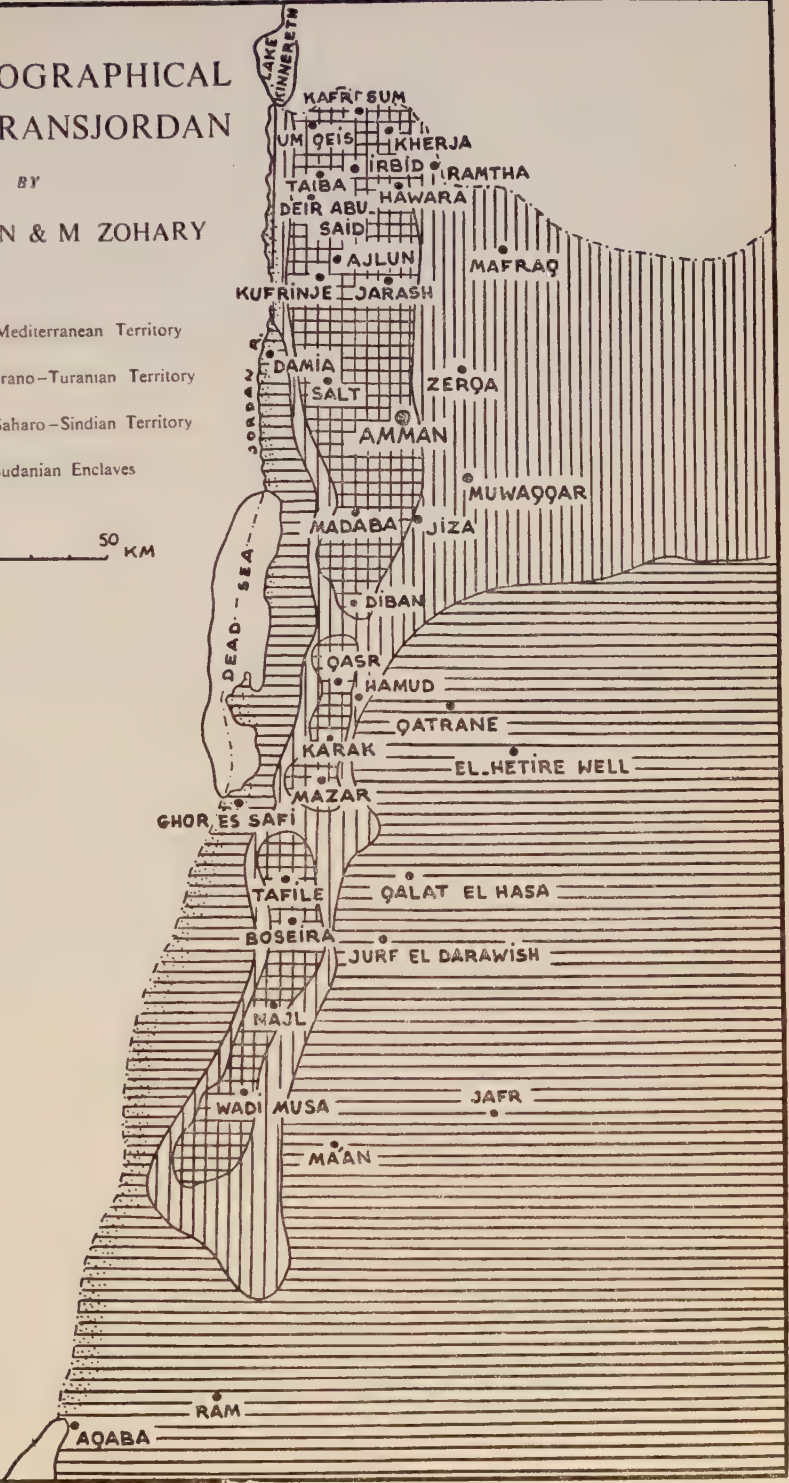 LAKE KINNERETH
OGRAPHICAL
RANSJORDAN
BY
N & M ZOHARY
Mediterranean Territory
rano-Turanian Territory
Saharo-Sindian Territory
udanian Enclaves
50 KM
KAFR SUM
UM QEIS
KHERJA
IRBID
RAMTHA
TAIBA
HAWARA
DEIR ABU
SAID
AJLUN
MAFRAQ
KUFRINJE
JARASH
JORDAN R.
DAMIA
SALT
ZERQA
AMMAN
MUWAQQAR
MADABA
JIZA
DEAD SEA
DIBAN
QASR
HAMUD
QATRANE
KARAK
EL-HETIRE WELL
MAZAR
GHOR ES SAFI
TAFILE
QALAT EL HASA
BOSEIRA
JURF EL DARAWISH
NAJL
WADI MUSA
JAFR
MA'AN
RAM
AQABA